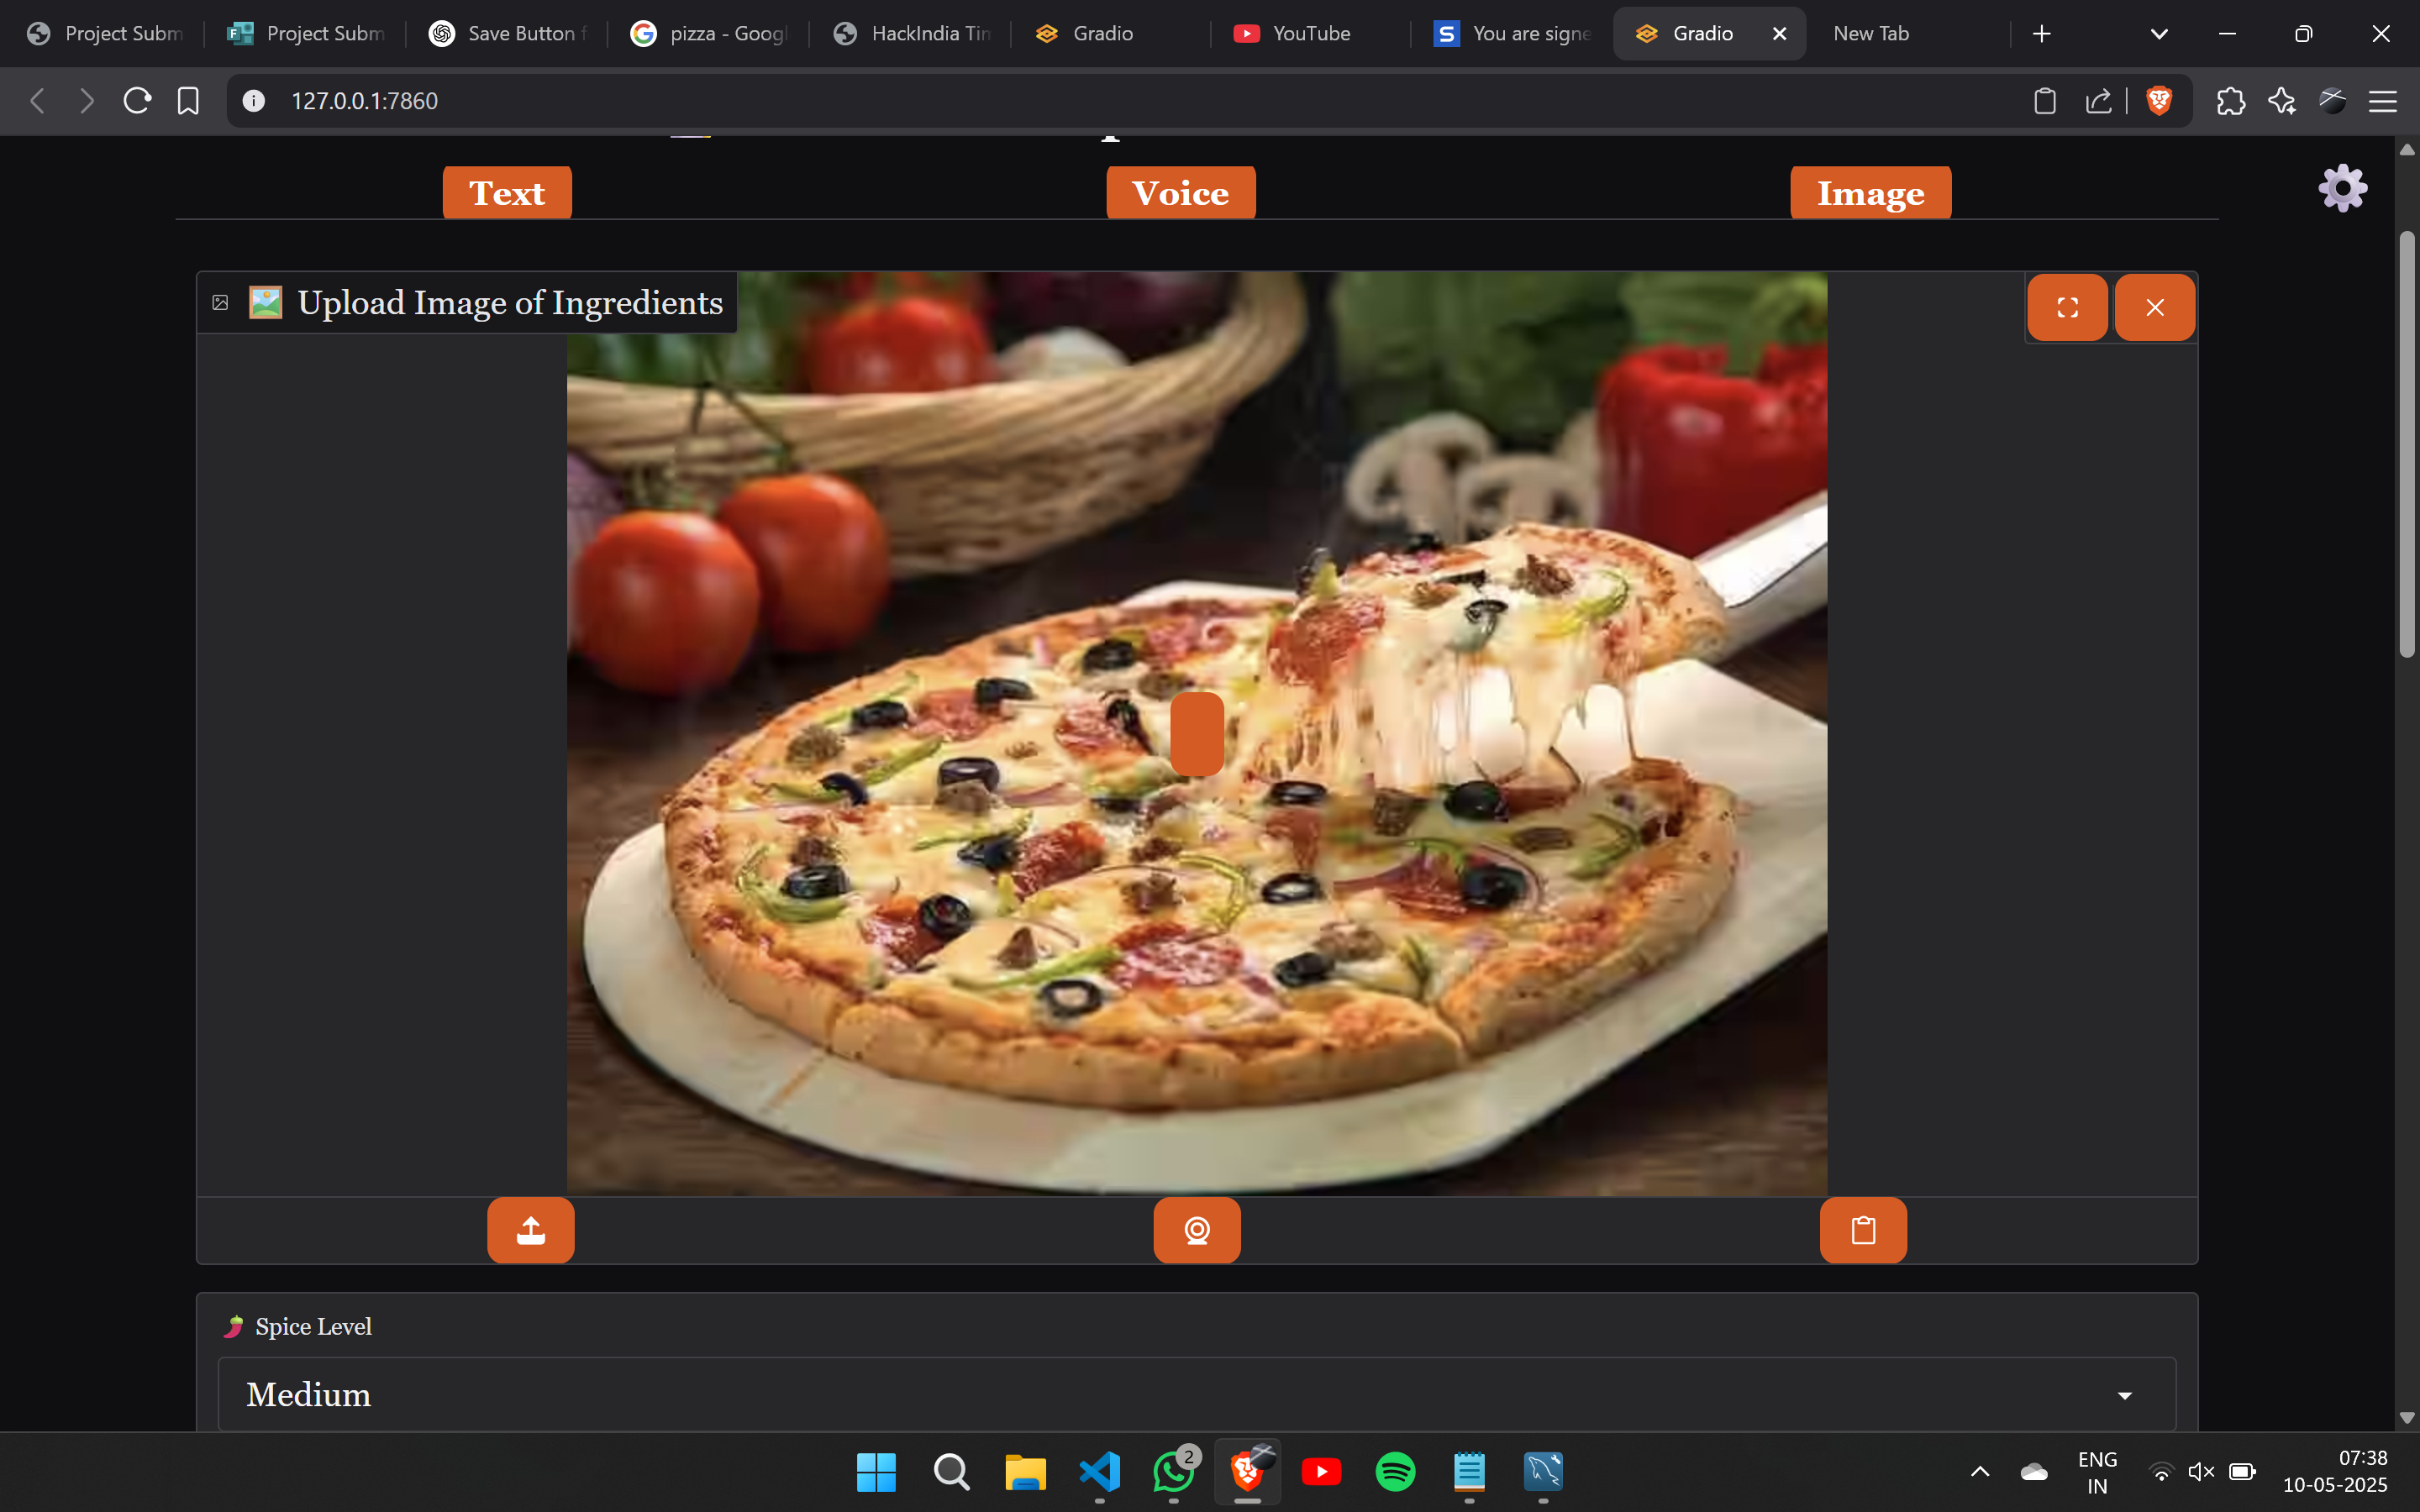 Project Subm
Project Subm
Save Button f
pizza - Googl
HackIndia Tim
Gradio
YouTube
You are signe
Gradio
New Tab
127.0.0.1:7860
Text
Voice
Image
Upload Image of Ingredients
Spice Level
Medium
2
ENG
IN
07:38
10-05-2025